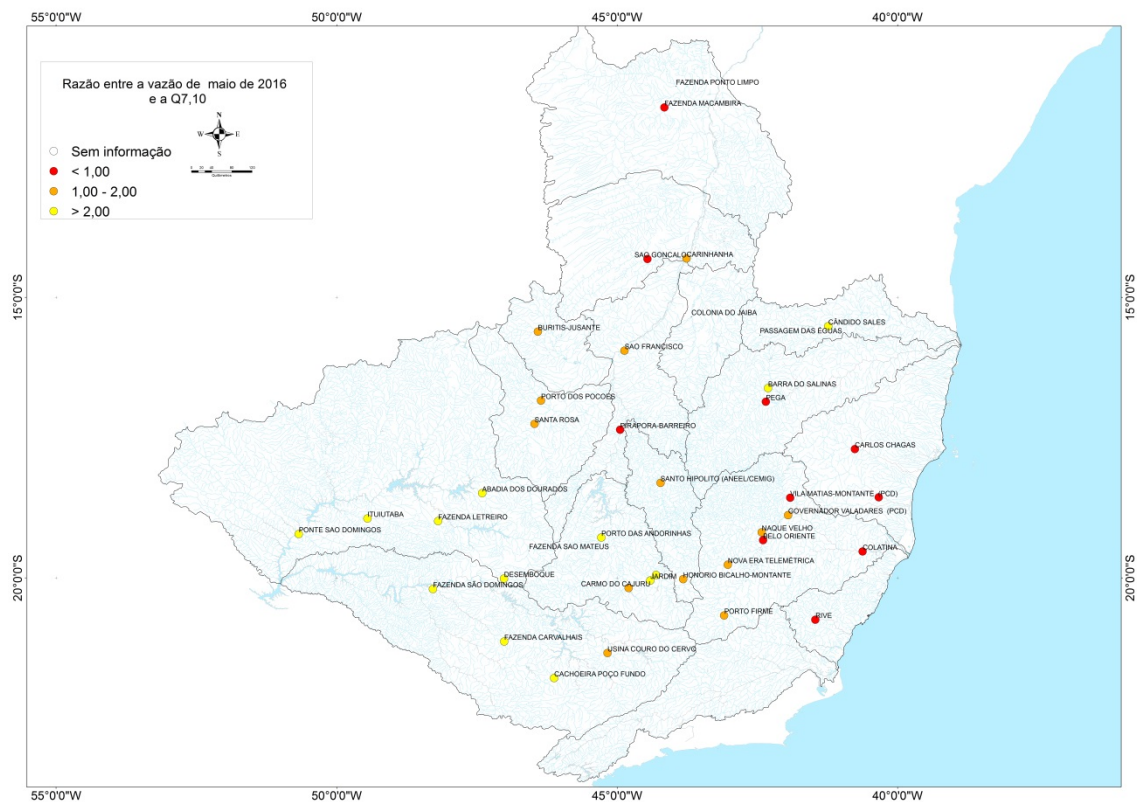 55°0'0"W 50°0'0"W 45°0'0"W 40°0'0"W
Razão entre a vazão de maio de 2016
e a Q7,10
N
W E
S
Sem informação
< 1,00
1,00 - 2,00
> 2,00
FAZENDA PONTO LIMPO
FAZENDA MACAMBIRA
SAO GONCALO
CARINHANHA
15°0'0"S
15°0'0"S
COLONIA DO JAIBA
CÂNDIDO SALES
PASSAGEM DAS ÉGUAS
BURITIS-JUSANTE
SAO FRANCISCO
BARRA DO SALINAS
PEGA
PORTO DOS POCOES
SANTA ROSA
PIRAPORA-BARREIRO
CARLOS CHAGAS
SANTO HIPOLITO (ANEEL/CEMIG)
ABADIA DOS DOURADOS
VILA MATIAS-MONTANTE (PCD)
GOVERNADOR VALADARES (PCD)
ITUIUTABA
FAZENDA LETREIRO
PONTE SAO DOMINGOS
NAQUE VELHO
BELO ORIENTE
PORTO DAS ANDORINHAS
FAZENDA SAO MATEUS
COLATINA
NOVA ERA TELEMÉTRICA
DESEMBOQUE
JARDIM
HONORIO BICALHO-MONTANTE
CARMO DO CAJURU
FAZENDA SÃO DOMINGOS
20°0'0"S
20°0'0"S
PORTO FIRME
RIVE
FAZENDA CARVALHAIS
USINA COURO DO CERVO
CACHOEIRA POÇO FUNDO
55°0'0"W 50°0'0"W 45°0'0"W 40°0'0"W